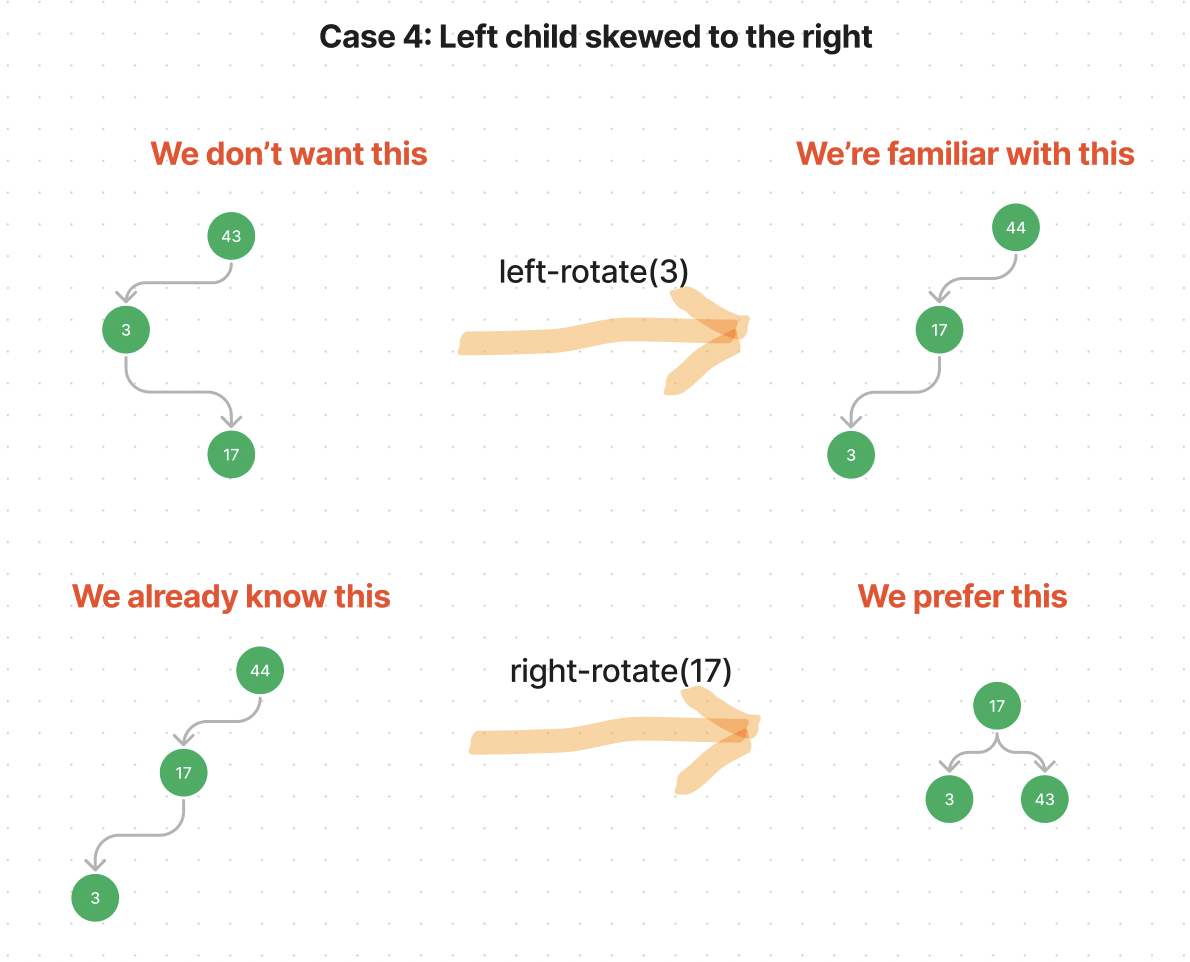 Case 4: Left child skewed to the right
We don’t want this
We’re familiar with this
43
3
17
left-rotate(3)
44
17
3
We already know this
We prefer this
44
17
3
right-rotate(17)
17
3
43